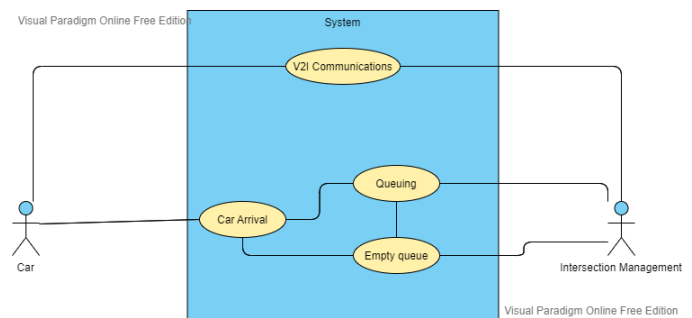 Visual Paradigm Online Free Edition
System
V2I Communications
Queuing
Car Arrival
Empty queue
Car
Intersection Management
Visual Paradigm Online Free Edition